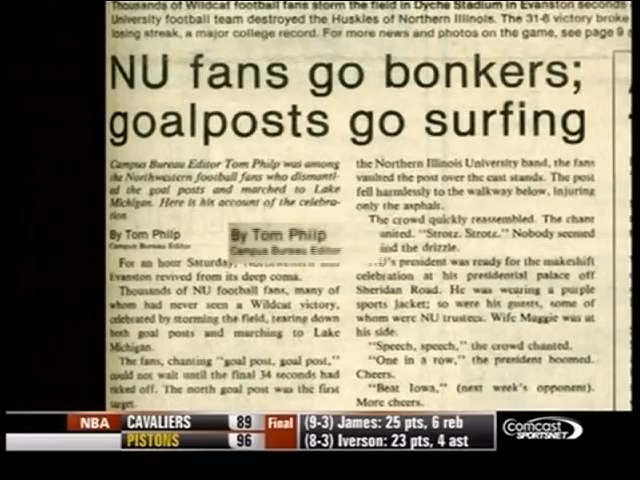 Thousands of Wildcat football fans storm the field in Dyche Stadium in Evanston seconds
University football team destroyed the Huskies of Northern Illinois. The 31-6 victory broke
losing streak, a major college record. For more news and photos on the game, see page 9
NU fans go bonkers;
goalposts go surfing
Campus Bureau Editor Tom Philp was among
the Northwestern football fans who dismantl-
ed the goal posts and marched to Lake
Michigan. Here is his account of the celebra-
tion
By Tom Philp
Campus Bureau Editor
By Tom Philp
Campus Bureau Editor
For an hour Saturday,
Evanston revived from its deep coma.
Thousands of NU football fans, many of
whom had never seen a Wildcat victory,
celebrated by storming the field, tearing down
both goal posts and marching to Lake
Michigan.
The fans, chanting "goal post, goal post,"
could not wait until the final 34 seconds had
ticked off. The north goal post was the first
target.
the Northern Illinois University band, the fans
vaulted the post over the east stands. The post
fell harmlessly to the walkway below, injuring
only the asphalt.
The crowd quickly reassembled. The chant
united. "Strotz. Strotz." Nobody seemed
the drizzle.
NU's president was ready for the makeshift
celebration at his presidential palace off
Sheridan Road. He was wearing a purple
sports jacket; so were his guests, some of
whom were NU trustees. Wife Maggie was at
his side.
"Speech, speech," the crowd chanted.
"One in a row," the president boomed.
Cheers.
"Beat Iowa," (next week's opponent).
More cheers.
NBA CAVALIERS 89 Final (9-3) James: 25 pts, 6 reb
PISTONS 96 (8-3) Iverson: 23 pts, 4 ast
COMCAST
SPORTSNET